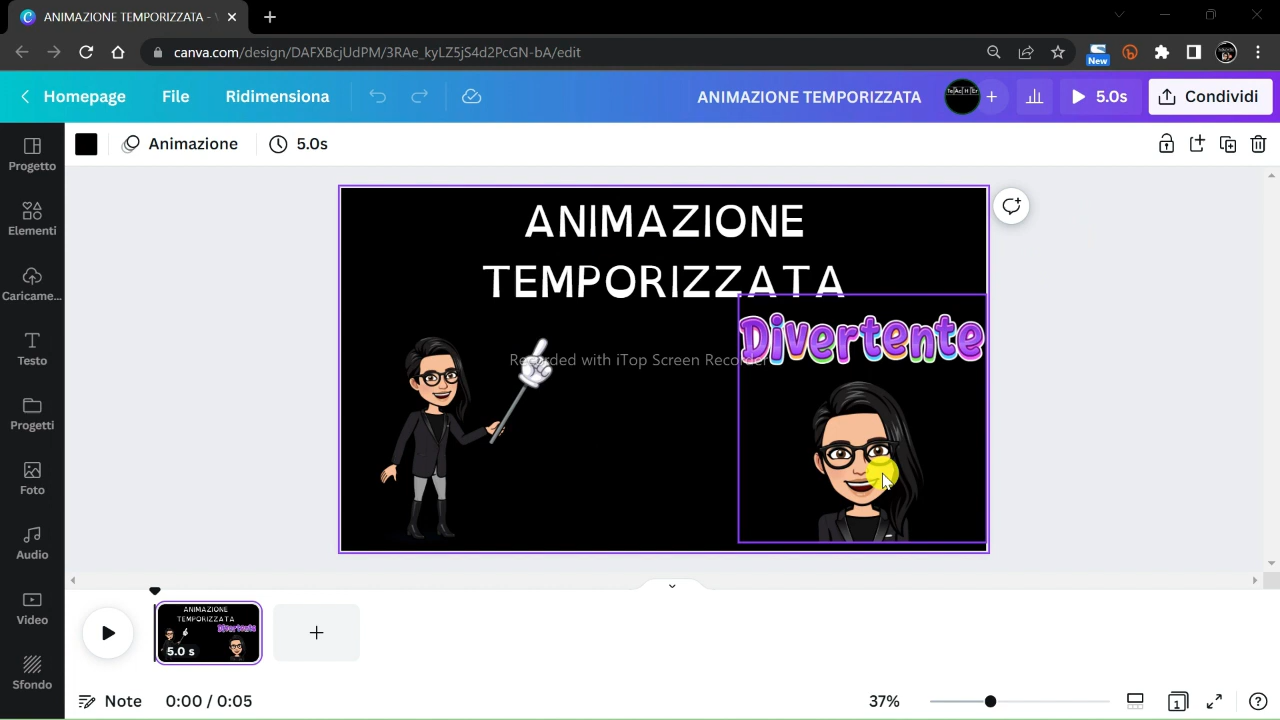 ANIMAZIONE TEMPORIZZATA -
canva.com/design/DAFXBcjUdPM/3RAe_kyLZ5jS4d2PcGN-bA/edit
New
Homepage
File
Ridimensiona
ANIMAZIONE TEMPORIZZATA
5.0s
Condividi
Animazione
5.0s
Progetto
Elementi
Caricame...
Testo
Progetti
Foto
Audio
Video
Sfondo
ANIMAZIONE
TEMPORIZZATA
Divertente
Recorded with iTop Screen Recorder
ANIMAZIONE
TEMPORIZZATA
Divertente
5.0 s
Note
0:00 / 0:05
37%
1